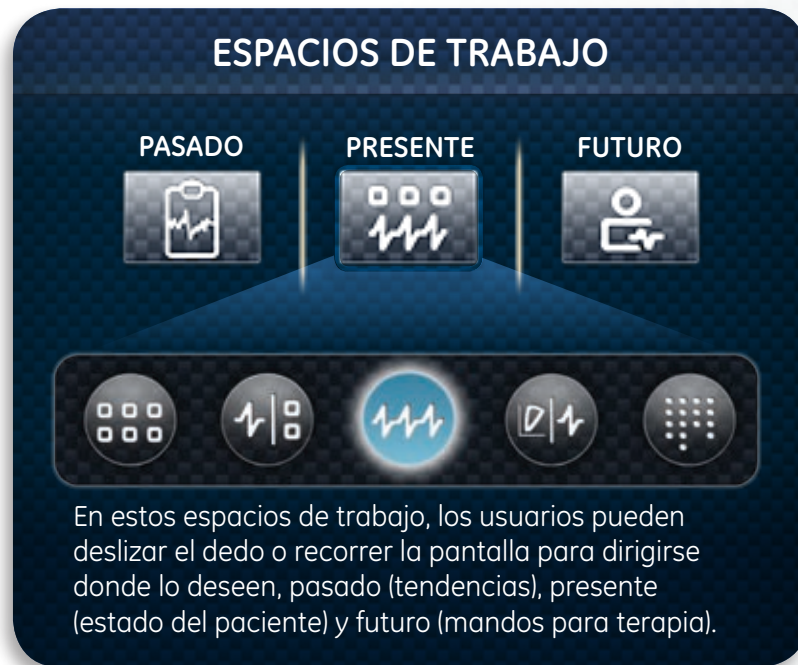 ESPACIOS DE TRABAJO
PASADO
PRESENTE
FUTURO
En estos espacios de trabajo, los usuarios pueden
deslizar el dedo o recorrer la pantalla para dirigirse
donde lo deseen, pasado (tendencias), presente
(estado del paciente) y futuro (mandos para terapia).